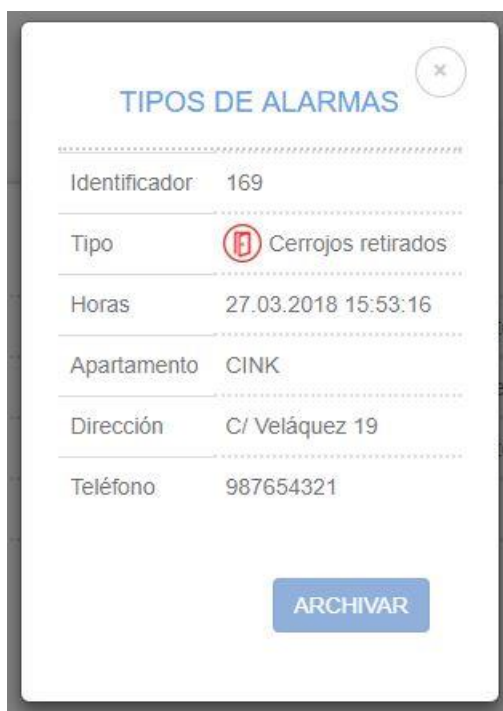 ×
TIPOS DE ALARMAS
Identificador 169
Tipo Cerrojos retirados
Horas 27.03.2018 15:53:16
Apartamento CINK
Dirección C/ Veláquez 19
Teléfono 987654321
ARCHIVAR